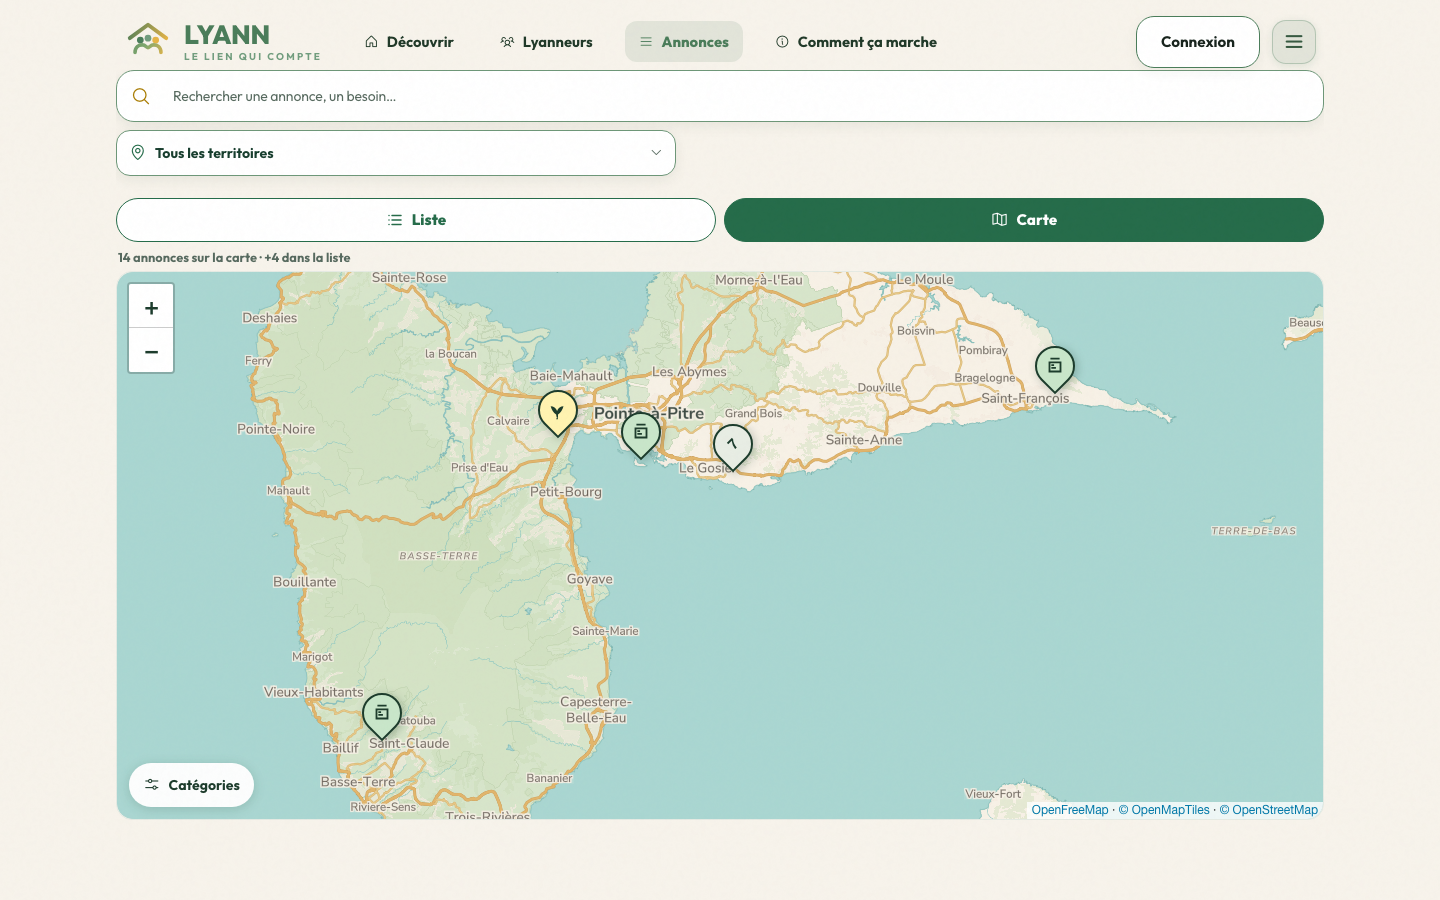 LYANN
LE LIEN QUI COMPTE
Découvrir
Lyanneurs
Annonces
Comment ça marche
Connexion
Rechercher une annonce, un besoin…
Tous les territoires
Liste
Carte
14 annonces sur la carte · +4 dans la liste
+
−
Sainte-Rose
Morne-à-l'Eau
Le Moule
Deshaies
Boisvin
Ferry
la Boucan
Pombiray
Baie-Mahault
Les Abymes
Bragelogne
Douville
Saint-François
Calvaire
Pointe-à-Pitre
Grand Bois
Pointe-Noire
Sainte-Anne
Prise d'Eau
Le Gosier
Mahault
Petit-Bourg
TERRE-DE-BAS
BASSE-TERRE
Bouillante
Goyave
Sainte-Marie
Marigot
Vieux-Habitants
Capesterre-
Belle-Eau
Baillif
Saint-Claude
Basse-Terre
Bananier
Catégories
Vieux-Fort
Riviere-Sens
Trois-Rivières
OpenFreeMap · © OpenMapTiles · © OpenStreetMap